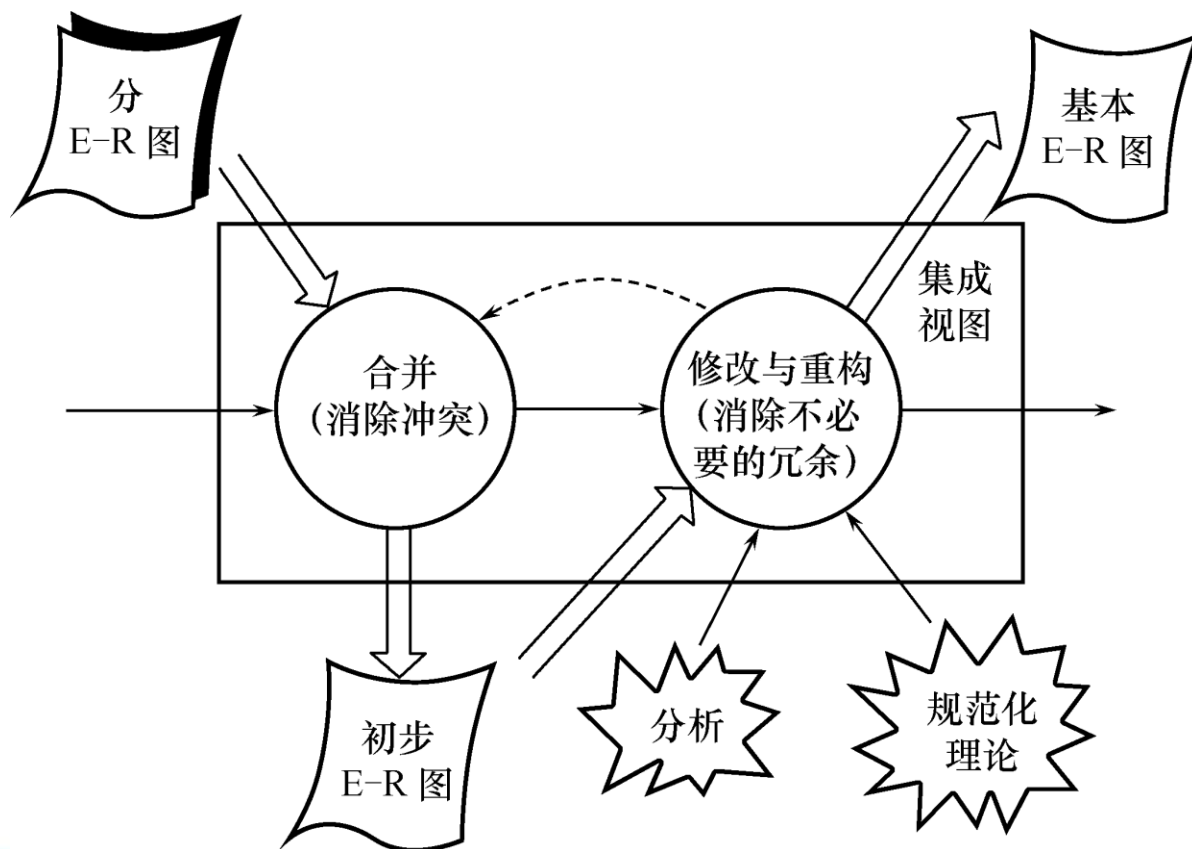 分
E-R 图
基本
E-R 图
集成
视图
合并
(消除冲突)
修改与重构
(消除不必
要的冗余)
初步
E-R 图
分析
规范化
理论